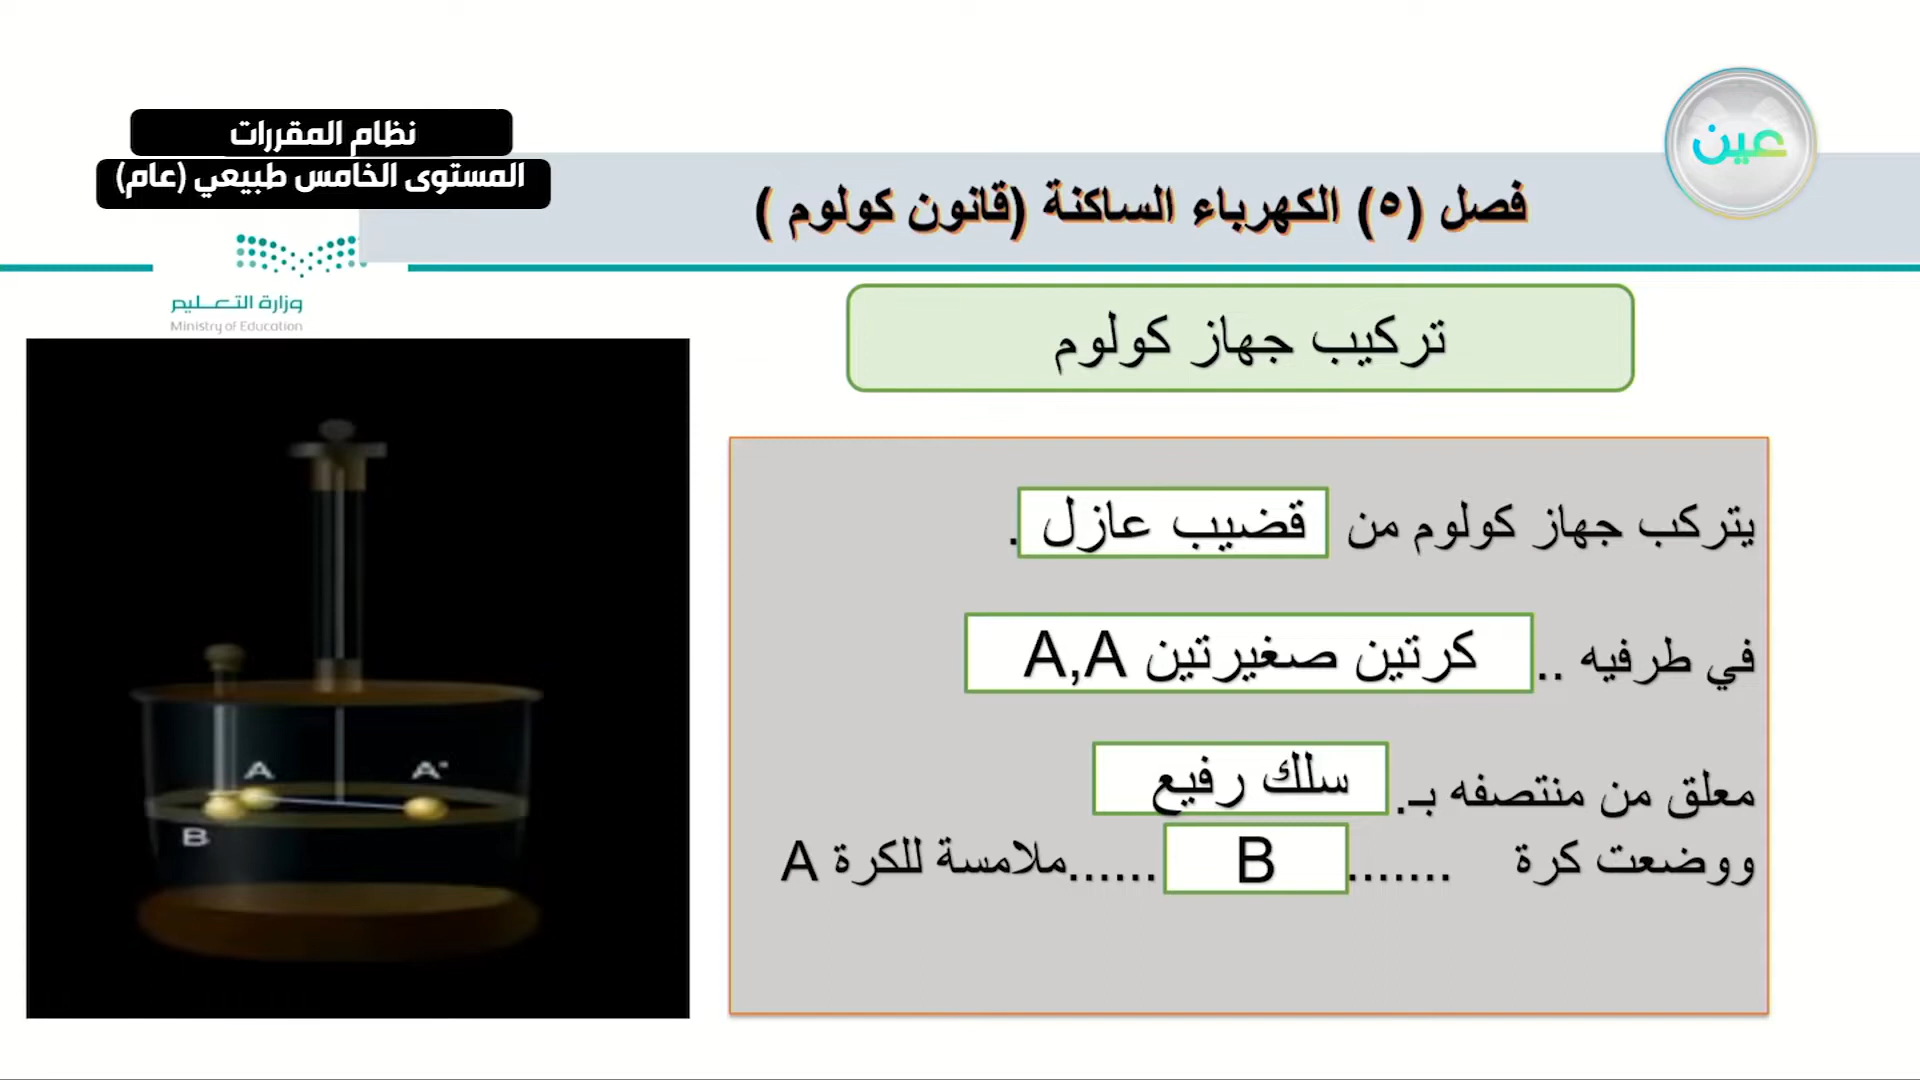 نظام المقررات
المستوى الخامس طبيعي (عام)
عين
فصل (٥) الكهرباء الساكنة (قانون كولوم )
وزارة التعليم
Ministry of Education
تركيب جهاز كولوم
يتركب جهاز كولوم من قضيب عازل .
في طرفيه .. كرتين صغيرتين A,A
معلق من منتصفه بـ. سلك رفيع
ووضعت كرة ....... B ......ملامسة للكرة A
A A'
B